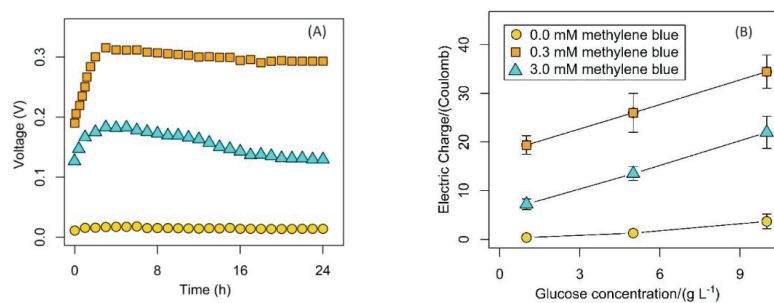 (A)
0.3
0.2
0.1
0.0
Voltage (V)
0
8
16
24
Time (h)
(B)
0.0 mM methylene blue
0.3 mM methylene blue
3.0 mM methylene blue
40
30
20
10
0
Electric Charge/(Coulomb)
0
3
6
9
Glucose concentration/(g L⁻¹)